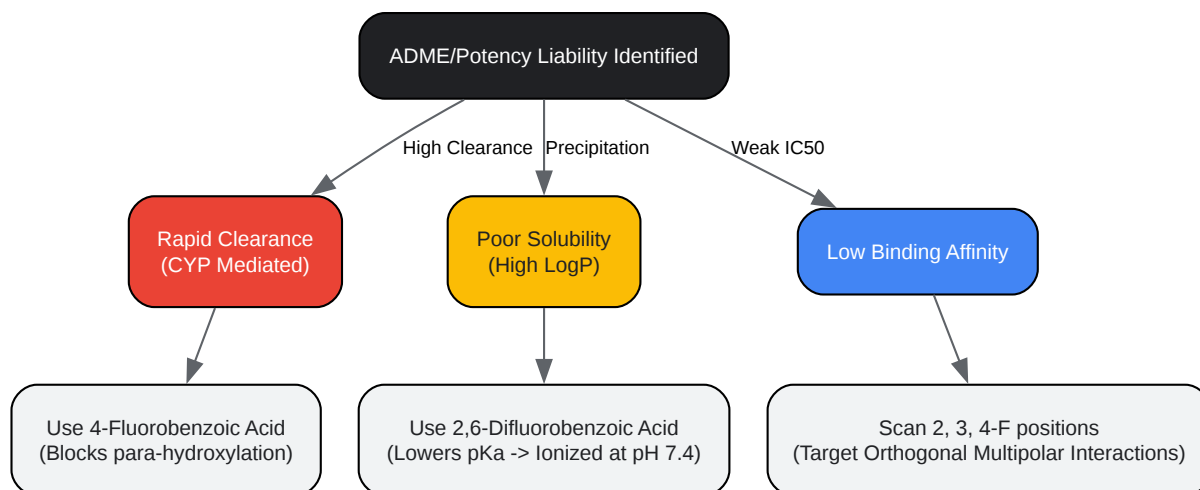 ADME/Potency Liability Identified
High Clearance
Precipitation
Weak IC50
Rapid Clearance
(CYP Mediated)
Poor Solubility
(High LogP)
Low Binding Affinity
Use 4-Fluorobenzoic Acid
(Blocks para-hydroxylation)
Use 2,6-Difluorobenzoic Acid
(Lowers pKa -> Ionized at pH 7.4)
Scan 2, 3, 4-F positions
(Target Orthogonal Multipolar Interactions)